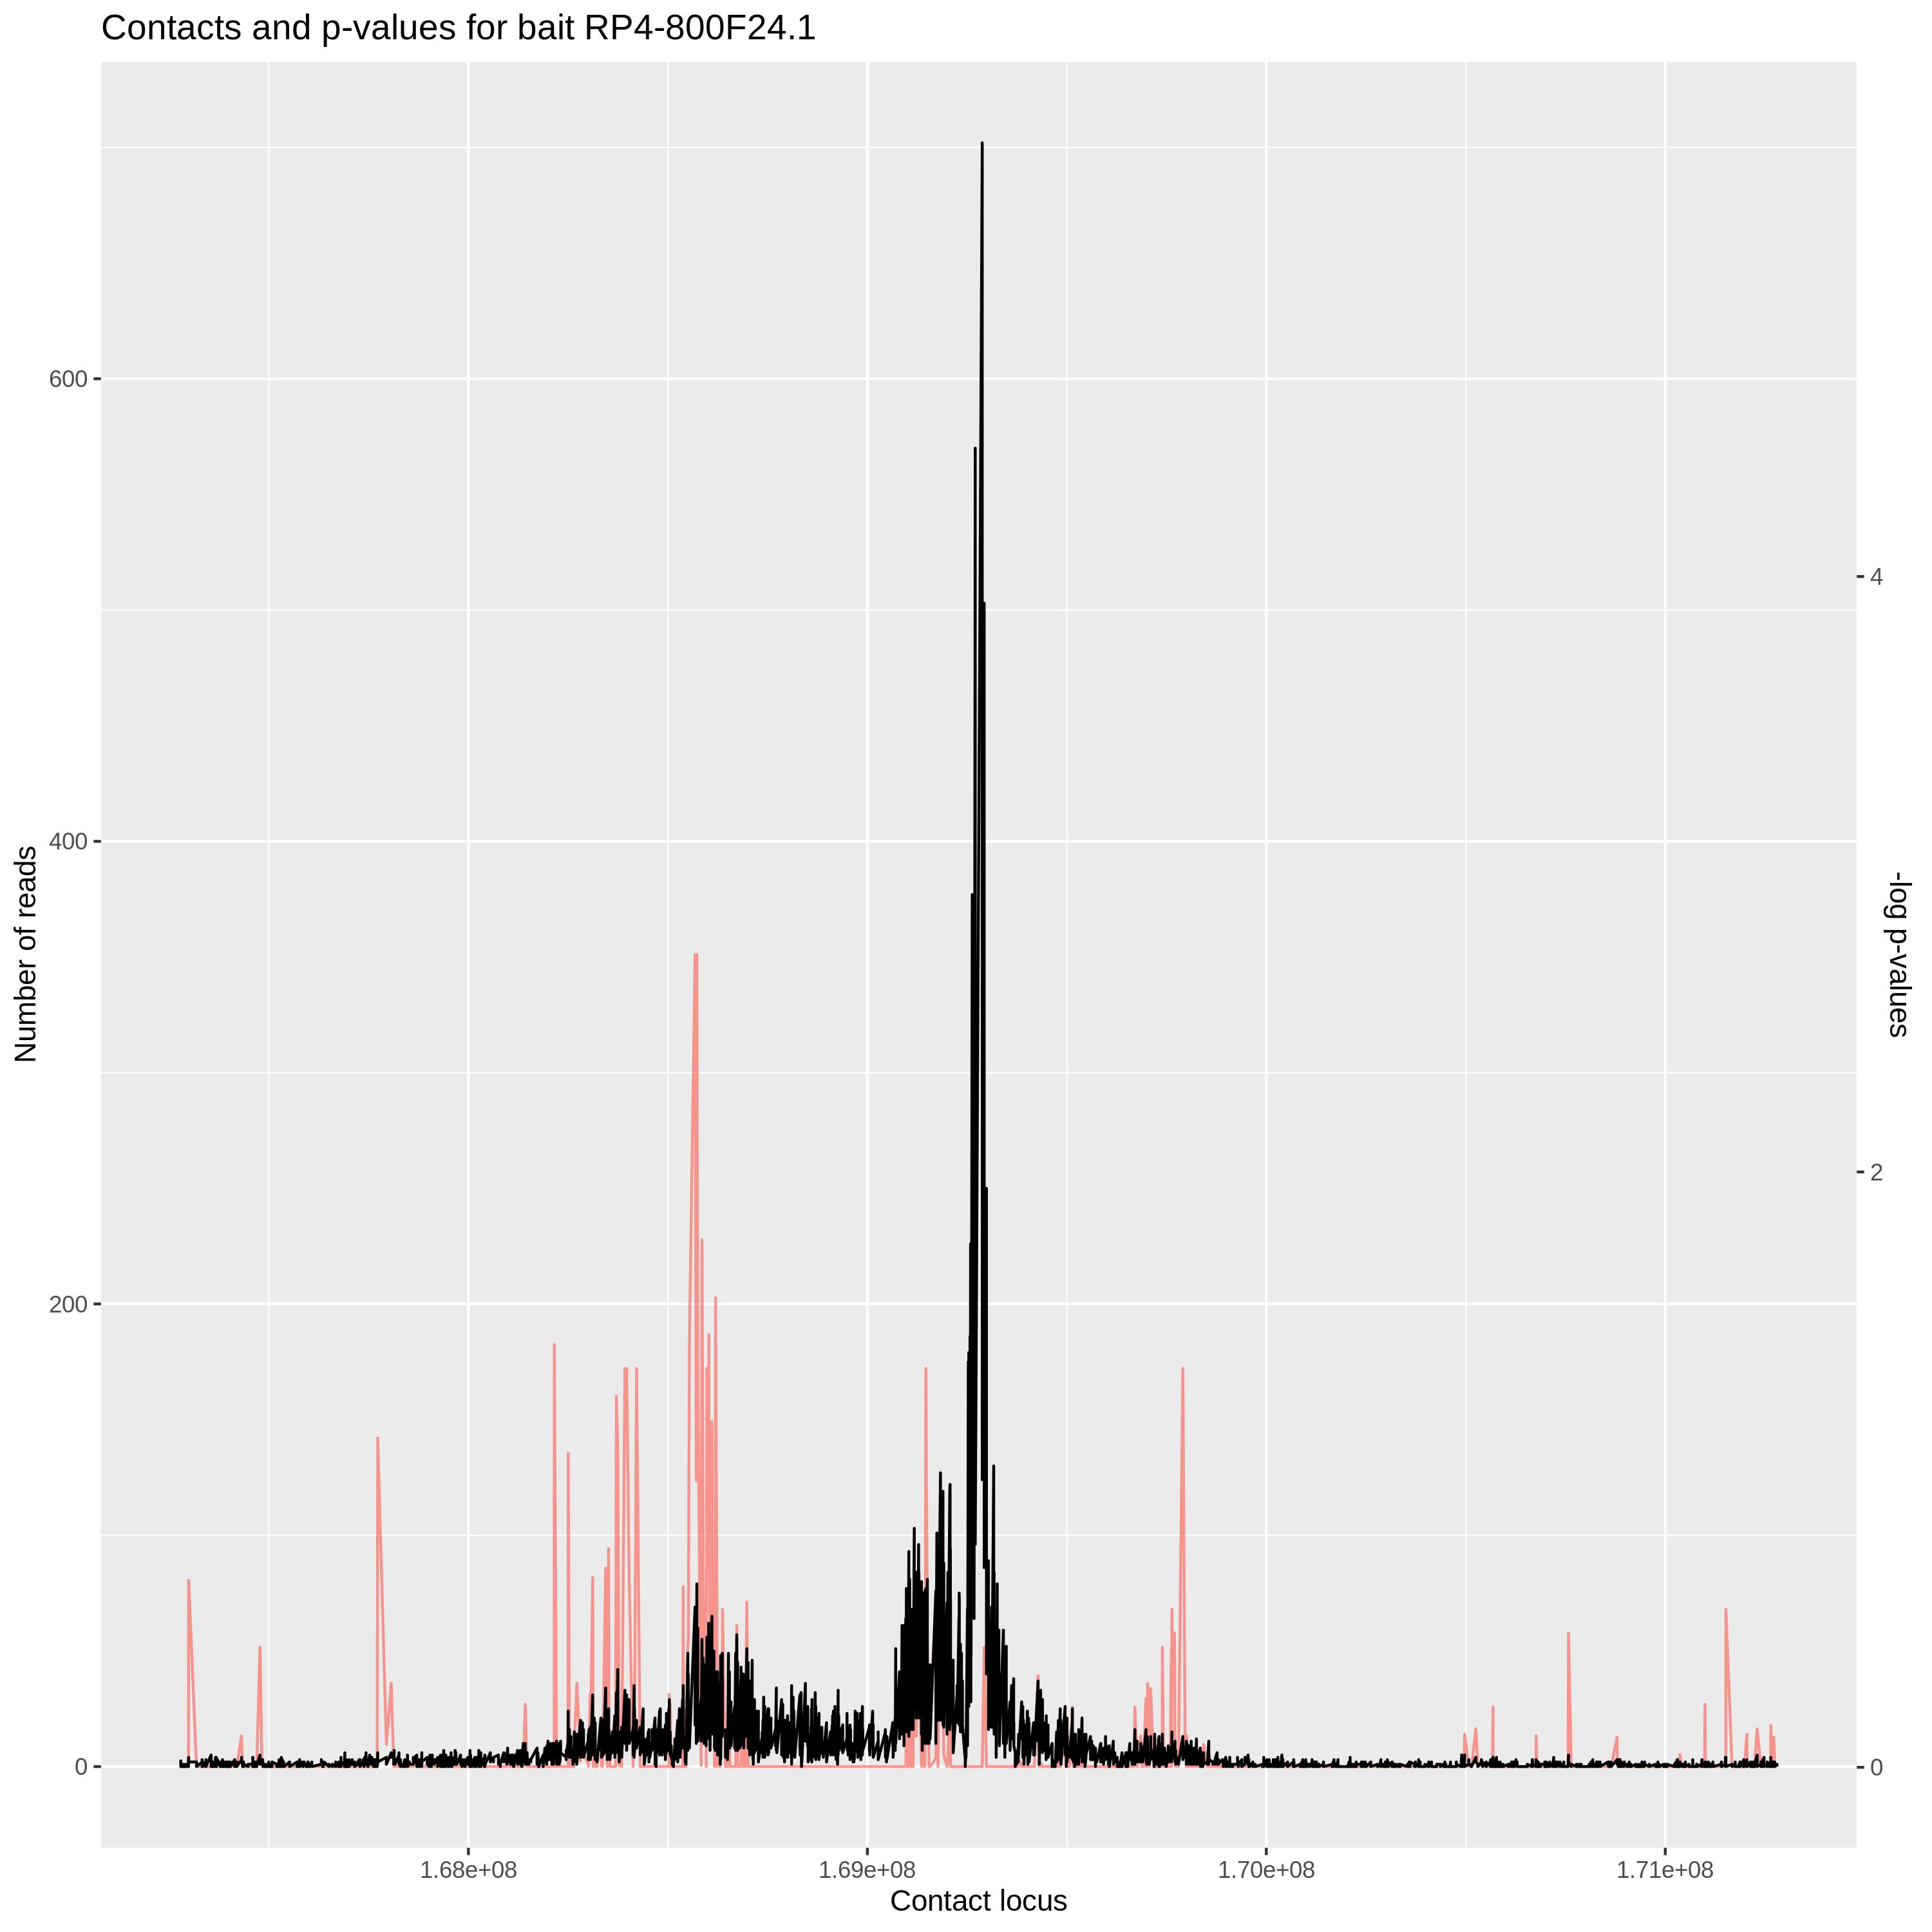 Contacts and p-values for bait RP4-800F24.1
Number of reads
600
400
200
0
-log p-values
4
2
0
1.68e+08
1.69e+08
1.70e+08
1.71e+08
Contact locus